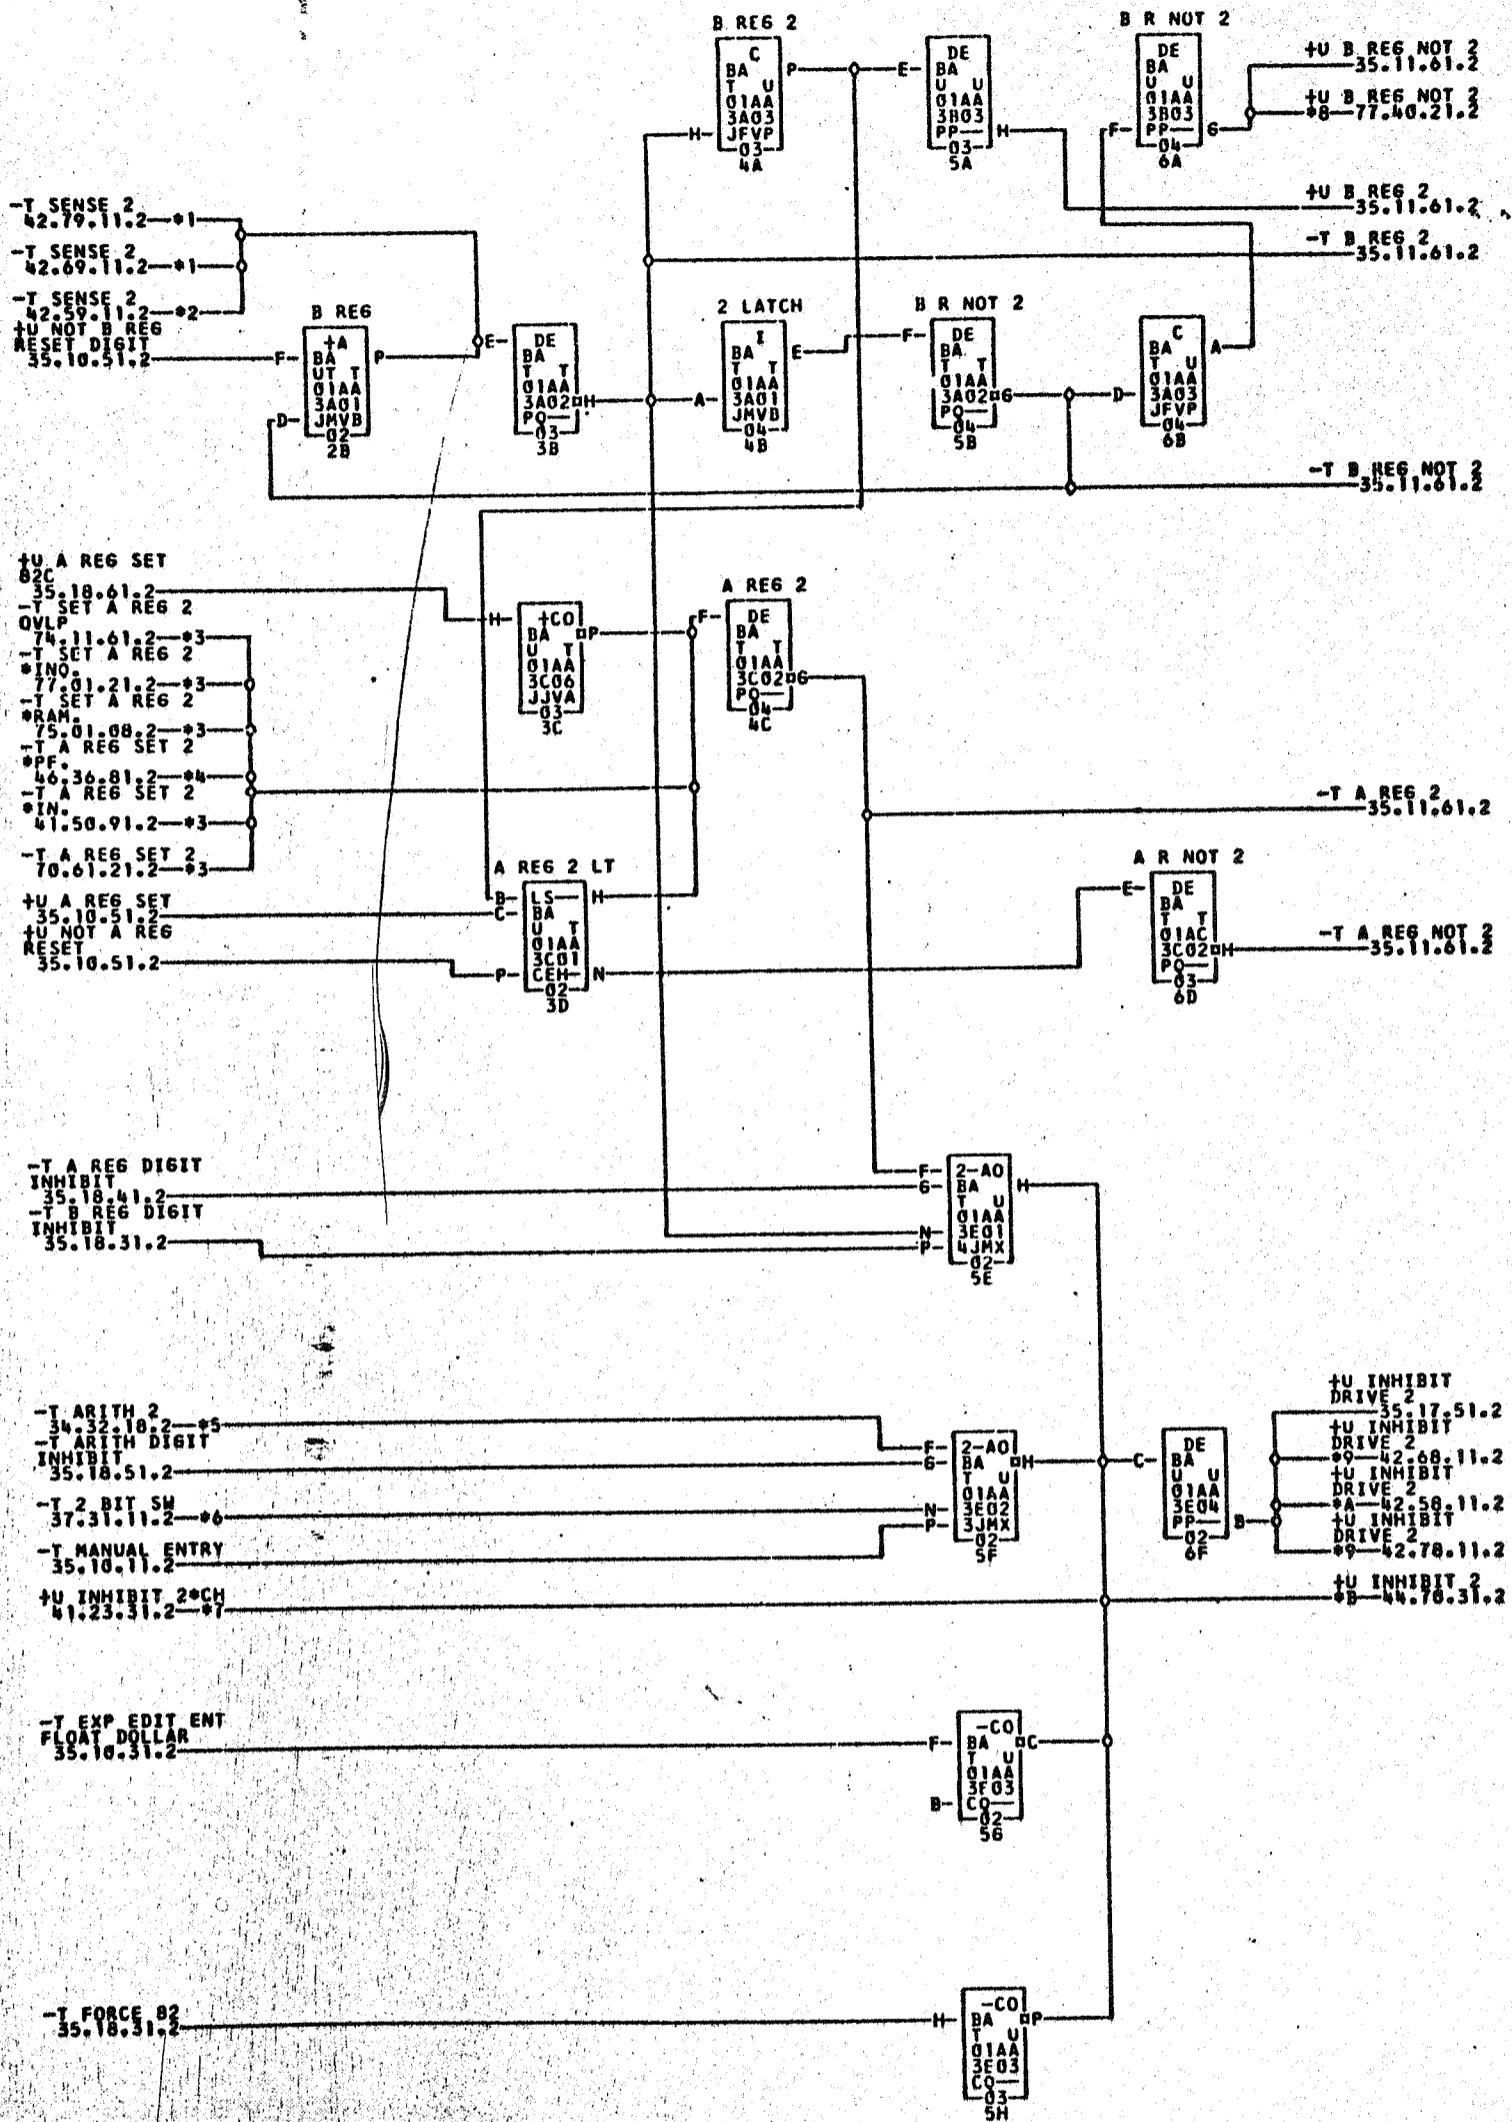 B REG 2
C
BA
P
T U
01AA
3A03
H
JFVP
03
4A
E
DE
BA
U U
01AA
3B03
PP
H
03
5A
B R NOT 2
DE
BA
U U
01AA
3B03
F
PP
G
04
6A
+U B REG NOT 2
35.11.61.2
+U B REG NOT 2
*8 77.40.21.2
+U B REG 2
35.11.61.2
-T B REG 2
35.11.61.2
-T SENSE 2
42.79.11.2 *1
-T SENSE 2
42.69.11.2 *1
-T SENSE 2
42.59.11.2 *2
+U NOT B REG
RESET DIGIT
35.10.51.2
B REG
+A
F
BA
P
UT T
01AA
3A01
D
JMVB
02
2B
E
DE
BA
T T
01AA
3A02
H
PQ
03
3B
2 LATCH
I
BA
E
T T
01AA
A
3A01
JMVB
04
4B
B R NOT 2
F
DE
BA
T T
01AA
3A02
G
PQ
04
5B
C
BA
A
T U
01AA
D
3A03
JFVP
04
6B
-T B REG NOT 2
35.11.61.2
+U A REG SET
82C
35.18.61.2
-T SET A REG 2
OVLP
74.11.61.2 *3
-T SET A REG 2
*INQ.
77.01.21.2 *3
-T SET A REG 2
*RAM.
75.01.08.2 *3
-T A REG SET 2
*PF.
46.36.81.2 *4
-T A REG SET 2
*IN.
41.50.91.2 *3
-T A REG SET 2
70.61.21.2 *3
+U A REG SET
35.10.51.2
+U NOT A REG
RESET
35.10.51.2
H
+CO
BA
P
U T
01AA
3C06
JJVA
03
3C
A REG 2
F
DE
BA
T T
01AA
3C02
G
PQ
04
4C
-T A REG 2
35.11.61.2
A REG 2 LT
B
LS
H
C
BA
U T
01AA
3C01
P
CEH
N
02
3D
A R NOT 2
E
DE
BA
T T
01AC
3C02
H
PQ
03
6D
-T A REG NOT 2
35.11.61.2
-T A REG DIGIT
INHIBIT
35.18.41.2
-T B REG DIGIT
INHIBIT
35.18.31.2
F
2-AO
G
BA
H
T U
01AA
N
3E01
P
4JMX
02
5E
-T ARITH 2
34.32.18.2 *5
-T ARITH DIGIT
INHIBIT
35.18.51.2
-T 2 BIT SW
37.31.11.2 *6
-T MANUAL ENTRY
35.10.11.2
+U INHIBIT 2*CH
41.23.31.2 *7
F
2-AO
G
BA
H
T U
01AA
N
3E02
P
3JMX
02
5F
DE
C
BA
U U
01AA
3E04
PP
B
02
6F
+U INHIBIT
DRIVE 2
35.17.51.2
+U INHIBIT
DRIVE 2
*9 42.68.11.2
+U INHIBIT
DRIVE 2
*A 42.58.11.2
+U INHIBIT
DRIVE 2
*9 42.78.11.2
+U INHIBIT 2
*B 44.70.31.2
-T EXP EDIT ENT
FLOAT DOLLAR
35.10.31.2
-CO
F
BA
C
T U
01AA
3F03
B
CQ
02
5G
-T FORCE 82
35.18.31.2
-CO
H
BA
P
T U
01AA
3E03
CQ
03
5H